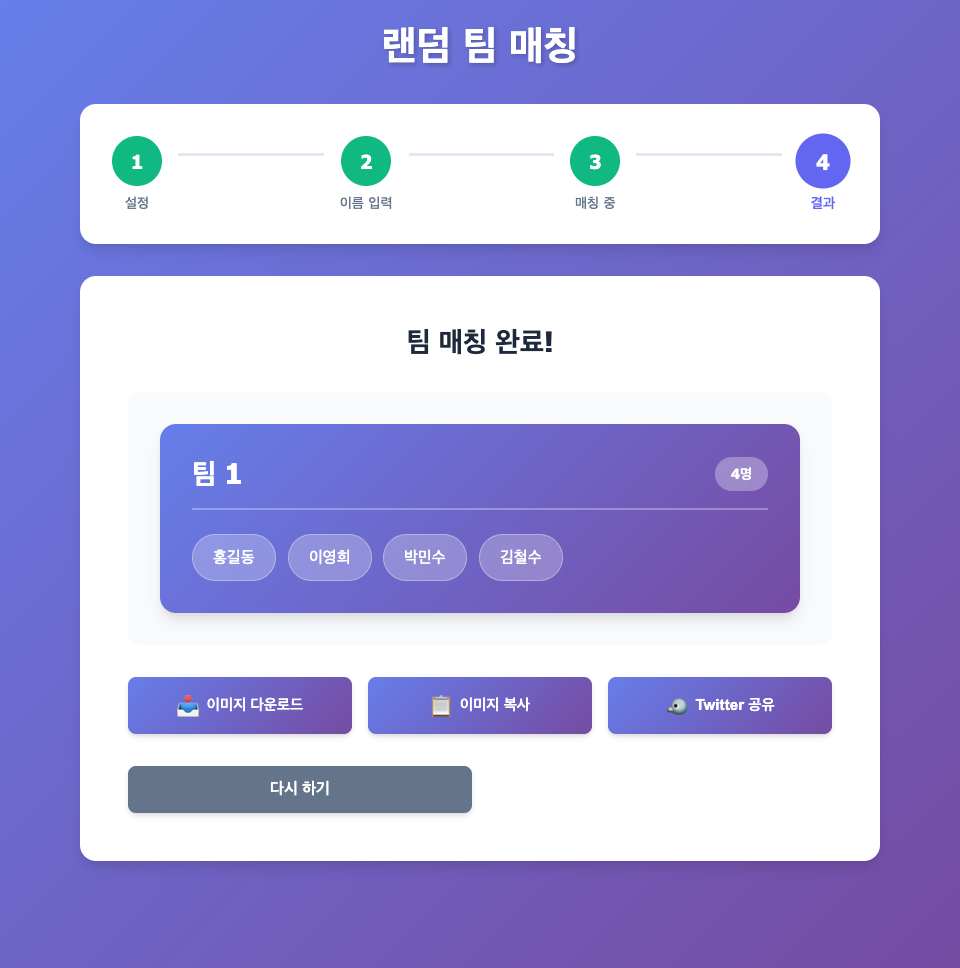 랜덤 팀 매칭
1
2
3
4
설정
이름 입력
매칭 중
결과
팀 매칭 완료!
팀 1
4명
홍길동
이영희
박민수
김철수
이미지 다운로드
이미지 복사
Twitter 공유
다시 하기